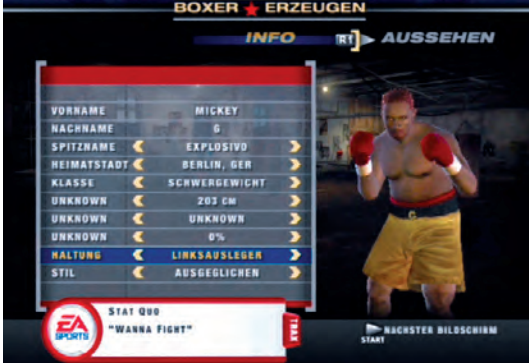 BOXER ★ ERZEUGEN
INFO R1 AUSSEHEN
VORNAME MICKEY
NACHNAME G
SPITZNAME EXPLOSIVO
HEIMATSTADT BERLIN, GER
KLASSE SCHWERGEWICHT
UNKNOWN 203 CM
UNKNOWN UNKNOWN
UNKNOWN 0%
HALTUNG LINKSAUSLEGER
STIL AUSGEGLICHEN
G
EA
SPORTS
STAT QUO
"WANNA FIGHT"
TRAX
NÄCHSTER BILDSCHIRM
START